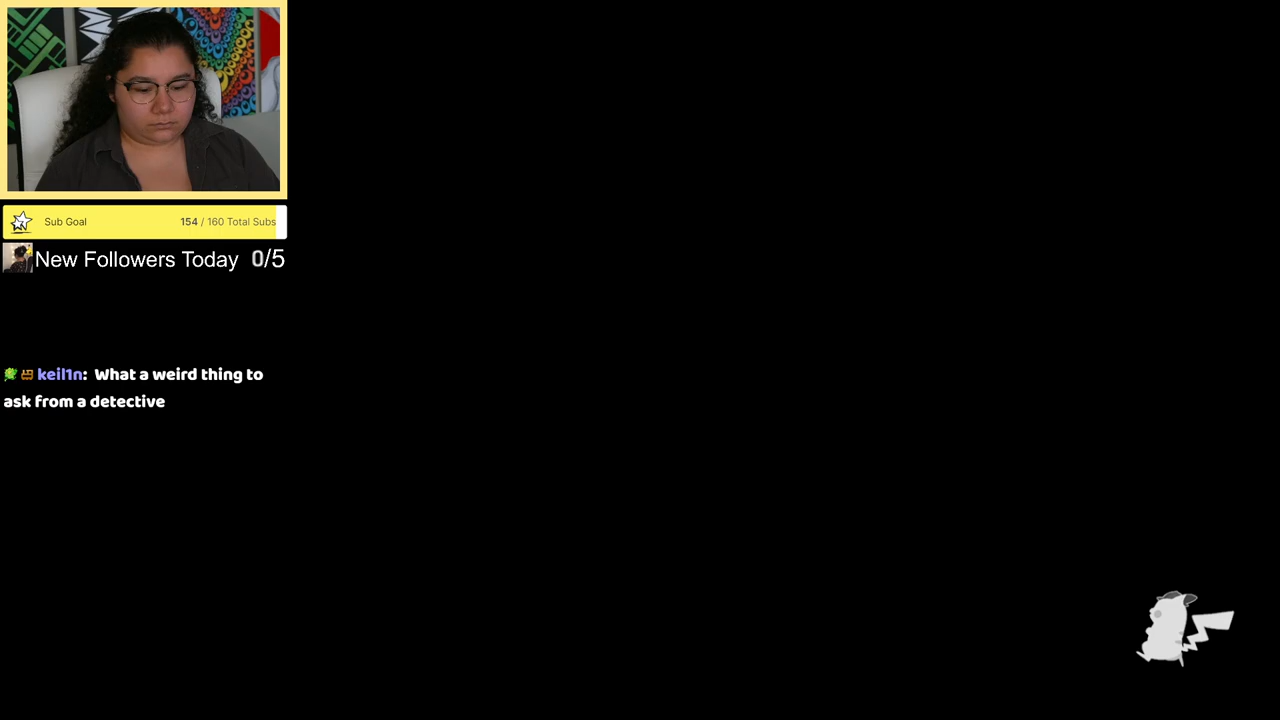 Sub Goal 154 / 160 Total Subs
New Followers Today 0/5
keil1n: What a weird thing to
ask from a detective